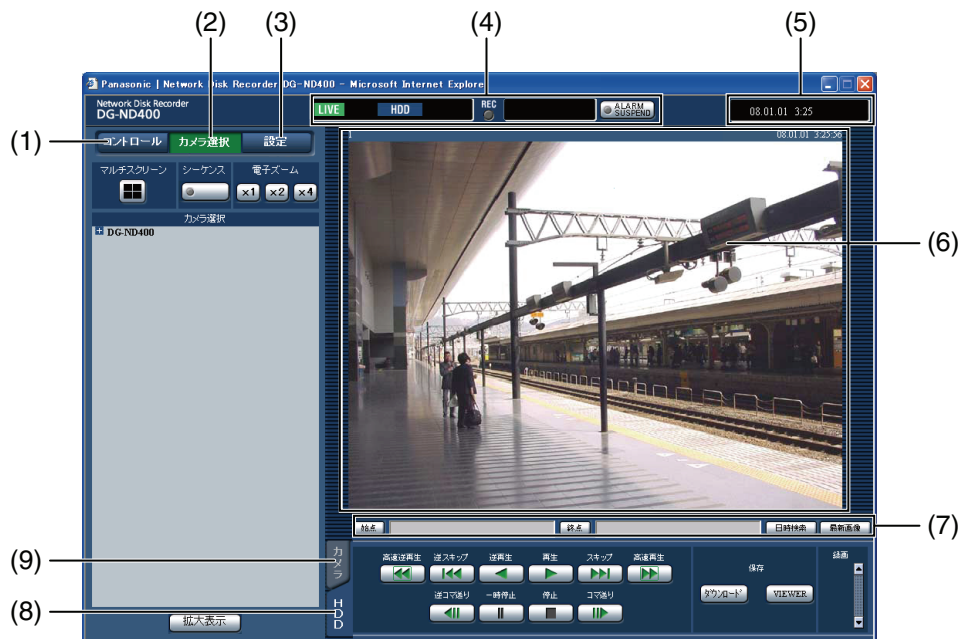 (2) (3) (4) (5)
Panasonic | Network Disk Recorder DG-ND400 - Microsoft Internet Explorer
Network Disk Recorder
DG-ND400
LIVE HDD REC ALARM SUSPEND 08.01.01 3:25
(1)
コントロール カメラ選択 設定
1 08.01.01 3:25:56
マルチスクリーン シーケンス 電子ズーム
×1 ×2 ×4
カメラ選択
DG-ND400
(6)
始点 終点 日時検索 最新画像
(7)
(9)
カメラ
高速逆再生 逆スキップ 逆再生 再生 スキップ 高速再生
保存 録画
(8)
HDD
逆コマ送り 一時停止 停止 コマ送り
ダウンロード VIEWER
拡大表示